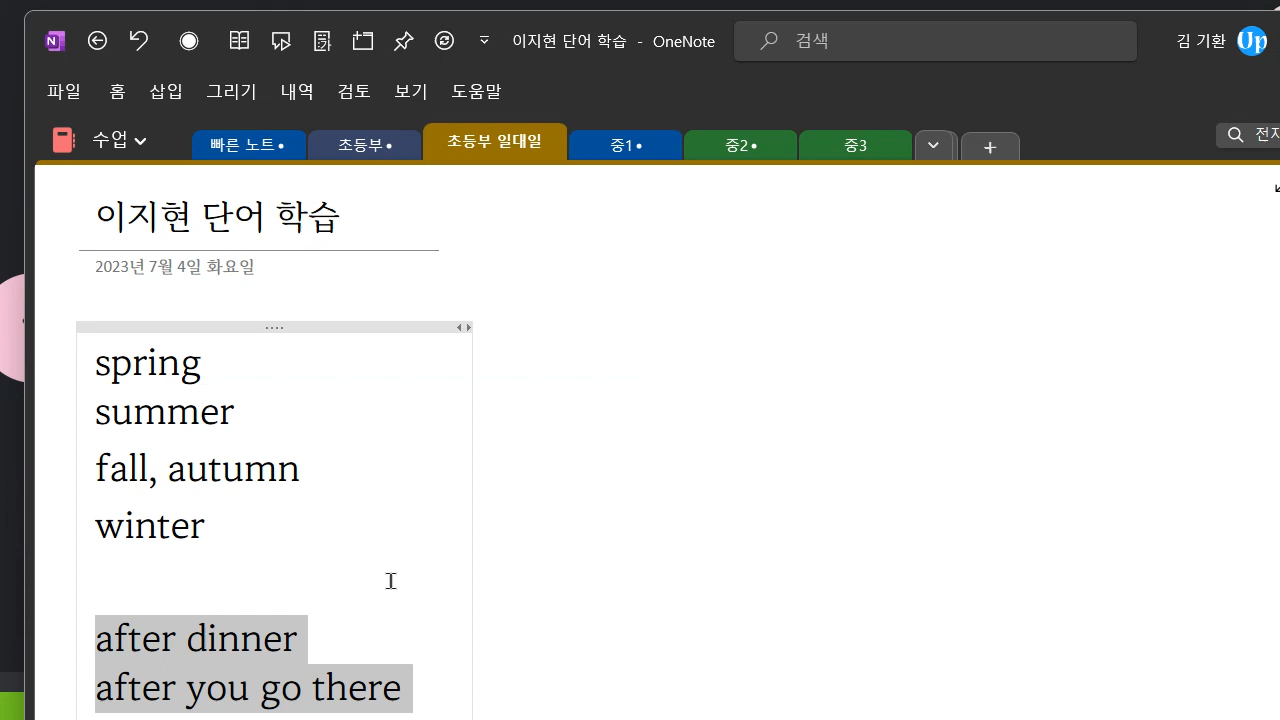 이지현 단어 학습 - OneNote
검색
김 기환
Up
파일 홈 삽입 그리기 내역 검토 보기 도움말
수업
빠른 노트• 초등부• 초등부 일대일 중1• 중2• 중3 +
이지현 단어 학습
2023년 7월 4일 화요일
spring
summer
fall, autumn
winter
after dinner
after you go there